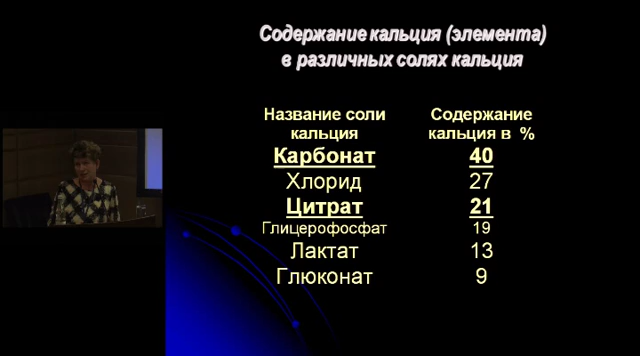 Содержание кальция (элемента)
в различных солях кальция
Название соли кальция Содержание кальция в %
Карбонат 40
Хлорид 27
Цитрат 21
Глицерофосфат 19
Лактат 13
Глюконат 9